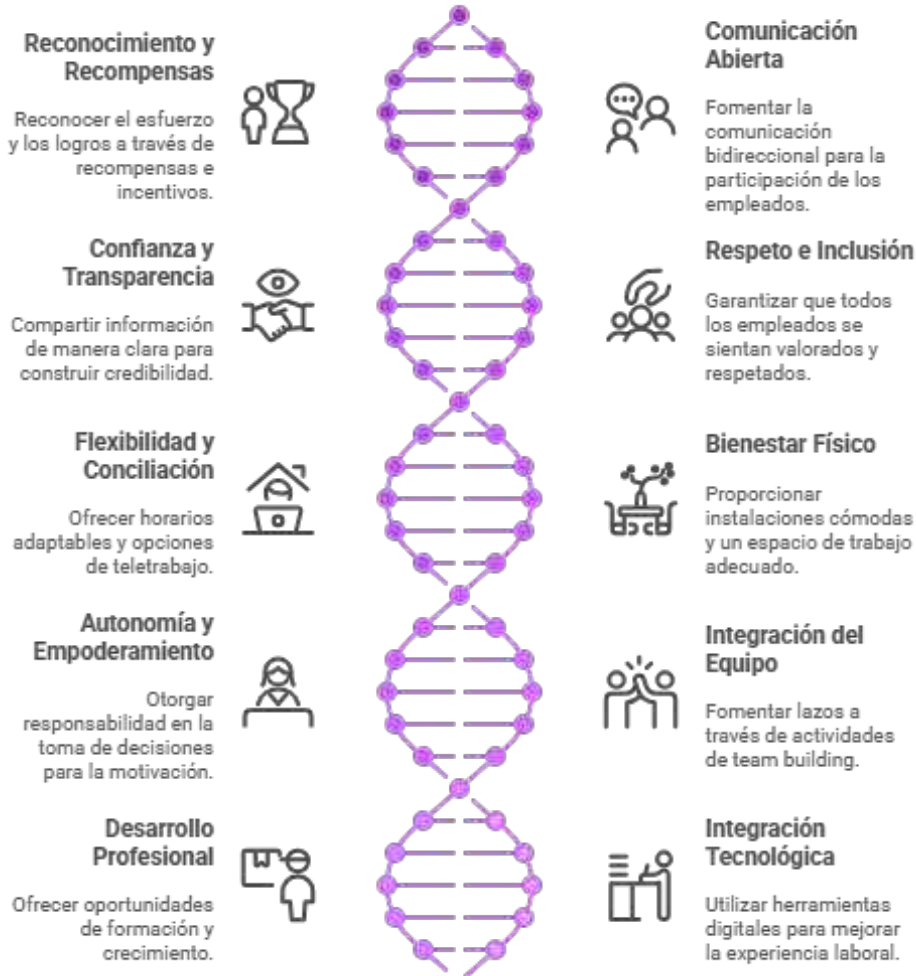 Reconocimiento y
Recompensas
Reconocer el esfuerzo
y los logros a través de
recompensas e
incentivos.
Comunicación
Abierta
Fomentar la
comunicación
bidireccional para la
participación de los
empleados.
Confianza y
Transparencia
Compartir información
de manera clara para
construir credibilidad.
Respeto e Inclusión
Garantizar que todos
los empleados se
sientan valorados y
respetados.
Flexibilidad y
Conciliación
Ofrecer horarios
adaptables y opciones
de teletrabajo.
Bienestar Físico
Proporcionar
instalaciones cómodas
y un espacio de trabajo
adecuado.
Autonomía y
Empoderamiento
Otorgar
responsabilidad en la
toma de decisiones
para la motivación.
Integración del
Equipo
Fomentar lazos a
través de actividades
de team building.
Desarrollo
Profesional
Ofrecer oportunidades
de formación y
crecimiento.
Integración
Tecnológica
Utilizar herramientas
digitales para mejorar
la experiencia laboral.